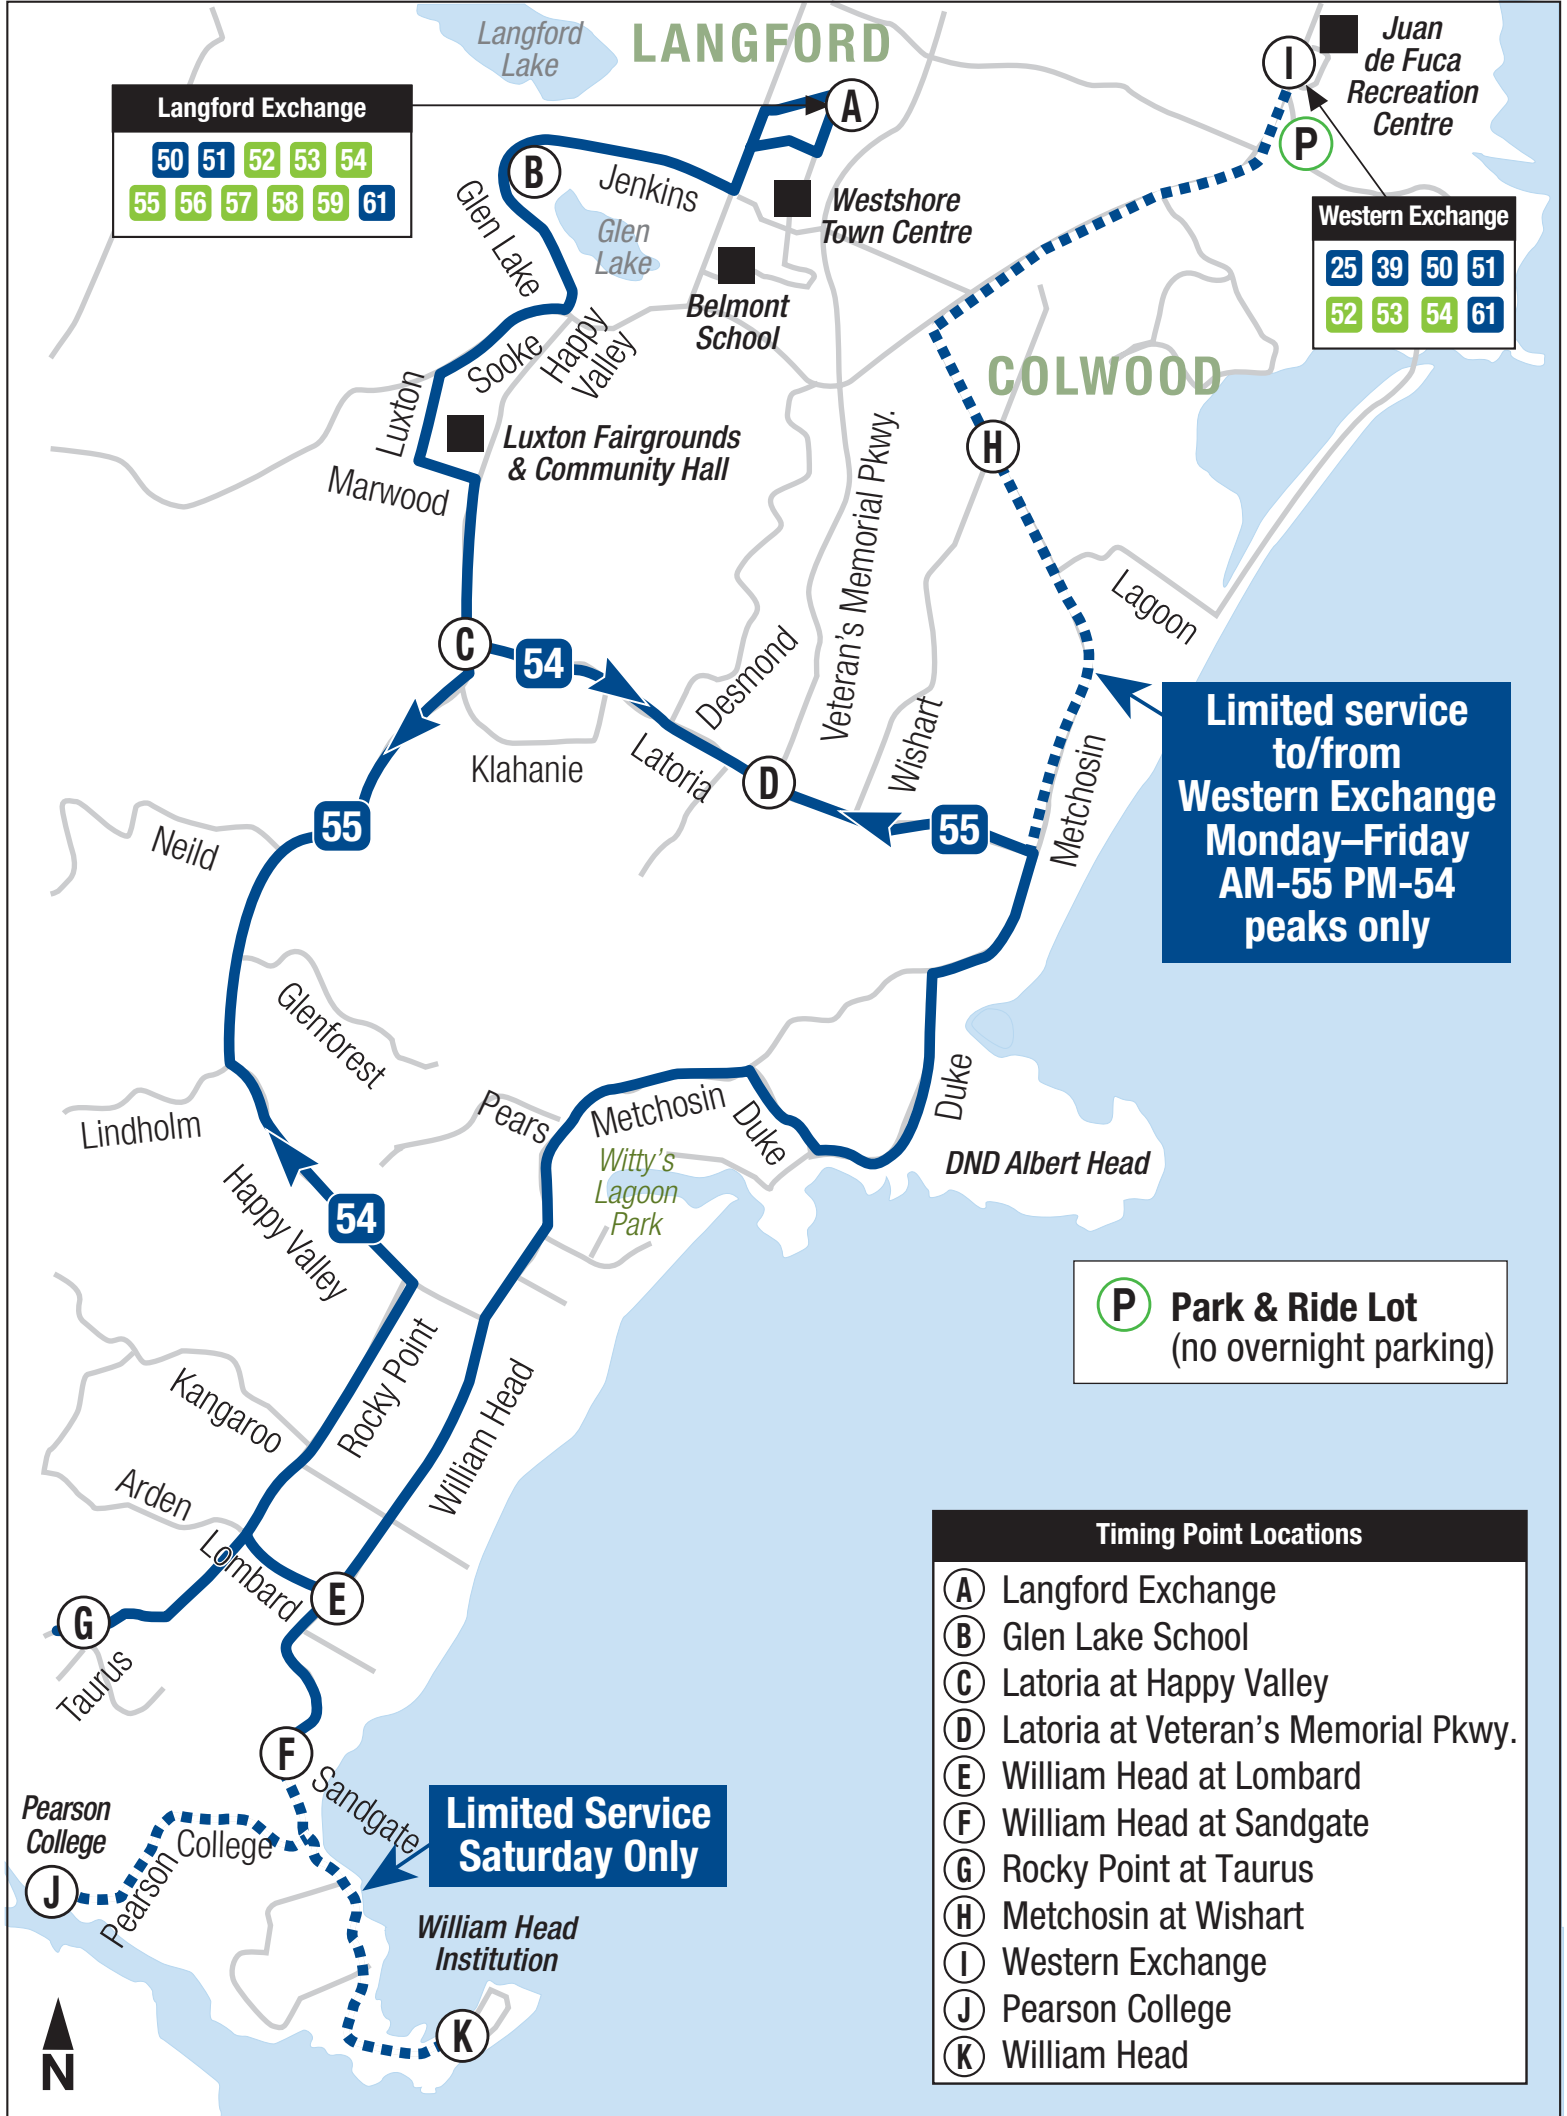 Langford
Lake
LANGFORD
Juan
de Fuca
Recreation
Centre
I
P
A
Langford Exchange
50 51 52 53 54
55 56 57 58 59 61
B
Jenkins
Glen Lake
Glen
Lake
Westshore
Town Centre
Western Exchange
25 39 50 51
52 53 54 61
Belmont
School
Happy
Valley
Sooke
Luxton
COLWOOD
H
Luxton Fairgrounds
& Community Hall
Marwood
Veteran's Memorial Pkwy.
Lagoon
C
54
Desmond
Wishart
Latoria
Klahanie
D
Metchosin
Limited service
to/from
Western Exchange
Monday–Friday
AM-55 PM-54
peaks only
55
55
Neild
Glenforest
Lindholm
Pears
Metchosin
Duke
Duke
Witty's
Lagoon
Park
DND Albert Head
Happy Valley
54
P
Park & Ride Lot
(no overnight parking)
Rocky Point
William Head
Kangaroo
Arden
Lombard
E
G
Taurus
F
Sandgate
Pearson
College
Pearson
College
J
Limited Service
Saturday Only
William Head
Institution
K
N
Timing Point Locations
A Langford Exchange
B Glen Lake School
C Latoria at Happy Valley
D Latoria at Veteran's Memorial Pkwy.
E William Head at Lombard
F William Head at Sandgate
G Rocky Point at Taurus
H Metchosin at Wishart
I Western Exchange
J Pearson College
K William Head